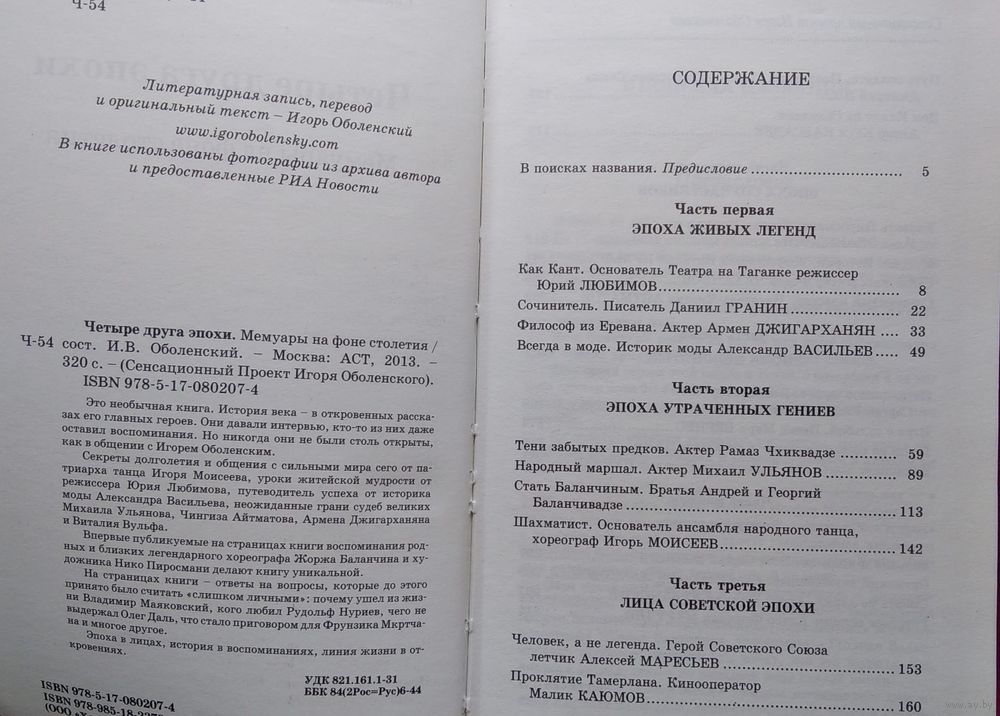 Ч-54
Литературная запись, перевод
и оригинальный текст – Игорь Оболенский
www.igorobolensky.com
В книге использованы фотографии из архива автора
и предоставленные РИА Новости
Четыре друга эпохи. Мемуары на фоне столетия /
Ч-54 сост. И.В. Оболенский. – Москва: АСТ, 2013. –
320 с. – (Сенсационный Проект Игоря Оболенского).
ISBN 978-5-17-080207-4
Это необычная книга. История века – в откровенных расска-
зах его главных героев. Они давали интервью, кто-то из них даже
оставил воспоминания. Но никогда они не были столь открыты,
как в общении с Игорем Оболенским.
Секреты долголетия и общения с сильными мира сего от па-
триарха танца Игоря Моисеева, уроки житейской мудрости от
режиссера Юрия Любимова, путеводитель успеха от историка
моды Александра Васильева, неожиданные грани судеб великих
Михаила Ульянова, Чингиза Айтматова, Армена Джигарханяна
и Виталия Вульфа.
Впервые публикуемые на страницах книги воспоминания род-
ных и близких легендарного хореографа Жоржа Баланчина и ху-
дожника Нико Пиросмани делают книгу уникальной.
На страницах книги – ответы на вопросы, которые до этого
принято было считать «слишком личными»: почему ушел из жиз-
ни Владимир Маяковский, кого любил Рудольф Нуриев, чего не
выдержал Олег Даль, что стало приговором для Фрунзика Мкртча-
на и многое другое.
Эпоха в лицах, история в воспоминаниях, линия жизни в от-
кровениях.
УДК 821.161.1-31
ББК 84(2Рос=Рус)6-44
ISBN 978-5-17-080207-4
СОДЕРЖАНИЕ
В поисках названия. Предисловие ................................ 5
Часть первая
ЭПОХА ЖИВЫХ ЛЕГЕНД
Как Кант. Основатель Театра на Таганке режиссер
Юрий ЛЮБИМОВ................................ 8
Сочинитель. Писатель Даниил ГРАНИН ................ 22
Философ из Еревана. Актер Армен ДЖИГАРХАНЯН .... 33
Всегда в моде. Историк моды Александр ВАСИЛЬЕВ..... 49
Часть вторая
ЭПОХА УТРАЧЕННЫХ ГЕНИЕВ
Тени забытых предков. Актер Рамаз Чхиквадзе ............ 59
Народный маршал. Актер Михаил УЛЬЯНОВ ............ 89
Стать Баланчиным. Братья Андрей и Георгий
Баланчивадзе ................................ 113
Шахматист. Основатель ансамбля народного танца,
хореограф Игорь МОИСЕЕВ................................ 142
Часть третья
ЛИЦА СОВЕТСКОЙ ЭПОХИ
Человек, а не легенда. Герой Советского Союза
летчик Алексей МАРЕСЬЕВ ................................ 153
Проклятие Тамерлана. Кинооператор
Малик КАЮМОВ................................ 160
www.ay.by